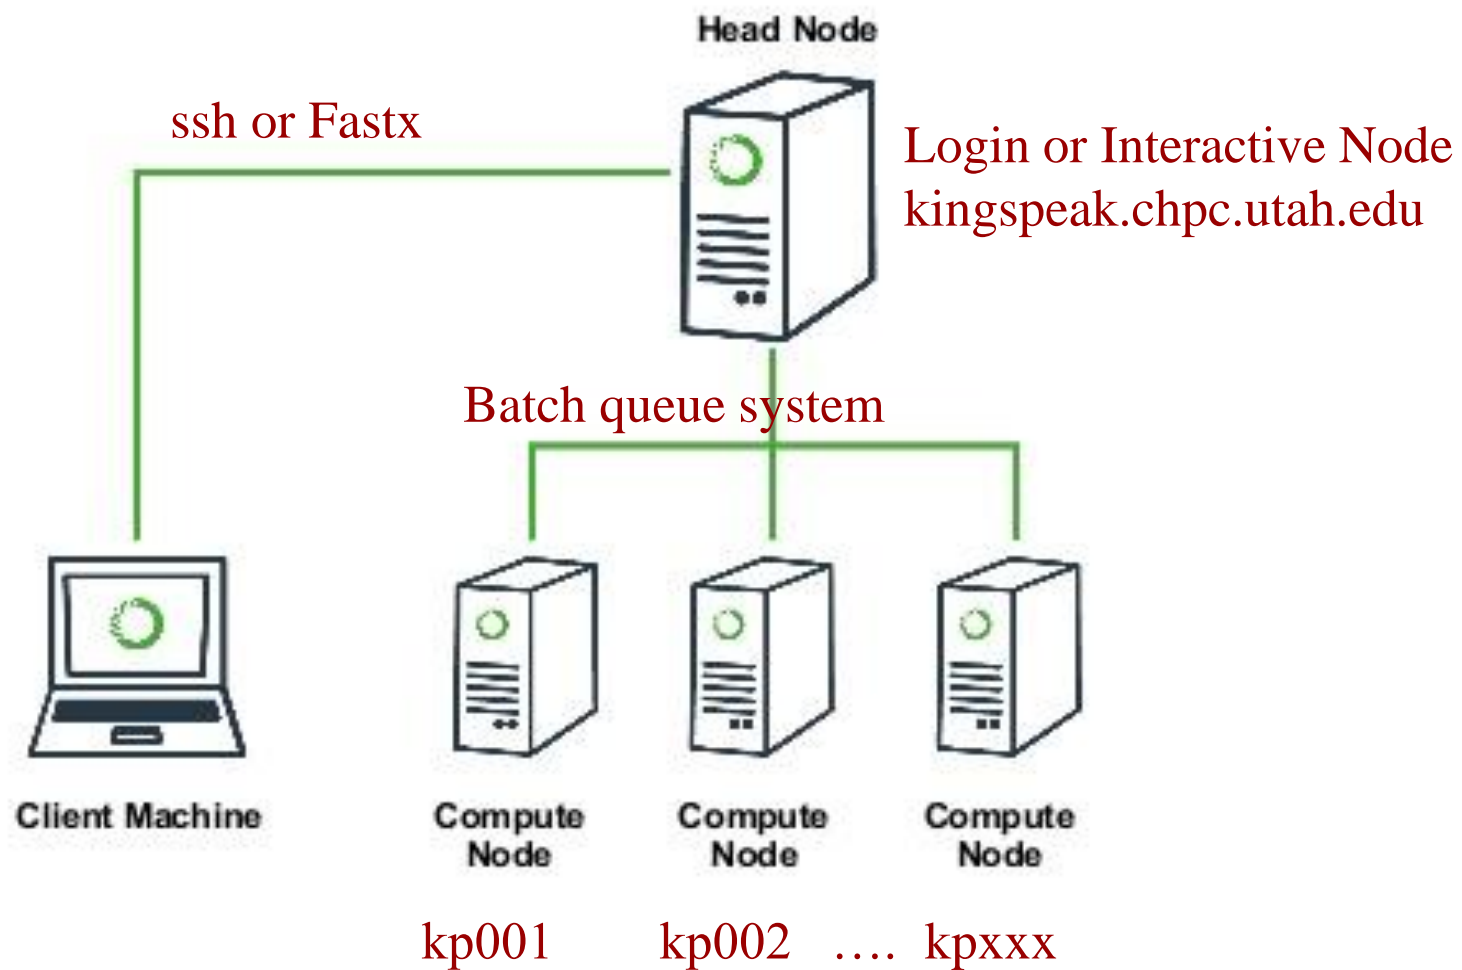 Head Node
ssh or Fastx
Login or Interactive Node
kingspeak.chpc.utah.edu
Batch queue system
Client Machine
Compute
Node
Compute
Node
Compute
Node
kp001 kp002 .... kpxxx